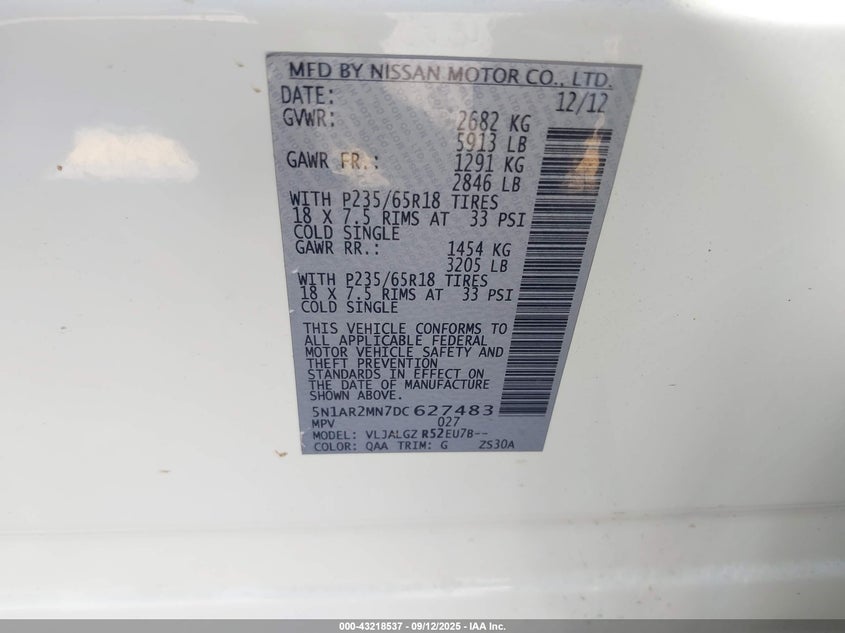 MFD BY NISSAN MOTOR CO., LTD.
DATE: 12/12
GVWR: 2682 KG
5913 LB
GAWR FR.: 1291 KG
2846 LB
WITH P235/65R18 TIRES
18 X 7.5 RIMS AT 33 PSI
COLD SINGLE
GAWR RR.: 1454 KG
3205 LB
WITH P235/65R18 TIRES
18 X 7.5 RIMS AT 33 PSI
COLD SINGLE
THIS VEHICLE CONFORMS TO
ALL APPLICABLE FEDERAL
MOTOR VEHICLE SAFETY AND
THEFT PREVENTION
STANDARDS IN EFFECT ON
THE DATE OF MANUFACTURE
SHOWN ABOVE.
5N1AR2MN7DC 627483
MPV 027
MODEL: VLJALGZ R52EU7B--
COLOR: QAA TRIM: G ZS30A
000-43218537 - 09/12/2025 - IAA Inc.